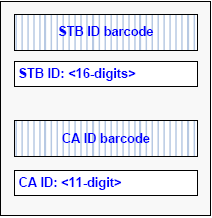 STB ID barcode
STB ID: <16-digits>
CA ID barcode
CA ID: <11-digit>